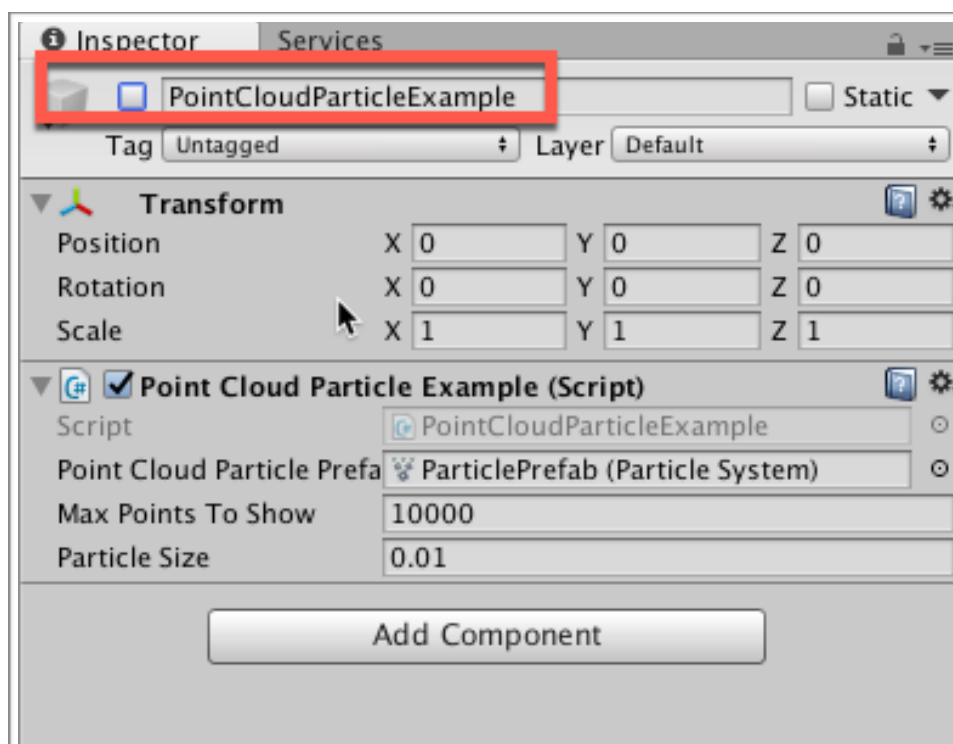 Inspector Services
PointCloudParticleExample Static
Tag Untagged Layer Default
Transform
Position X 0 Y 0 Z 0
Rotation X 0 Y 0 Z 0
Scale X 1 Y 1 Z 1
Point Cloud Particle Example (Script)
Script PointCloudParticleExample
Point Cloud Particle Prefa ParticlePrefab (Particle System)
Max Points To Show 10000
Particle Size 0.01
Add Component